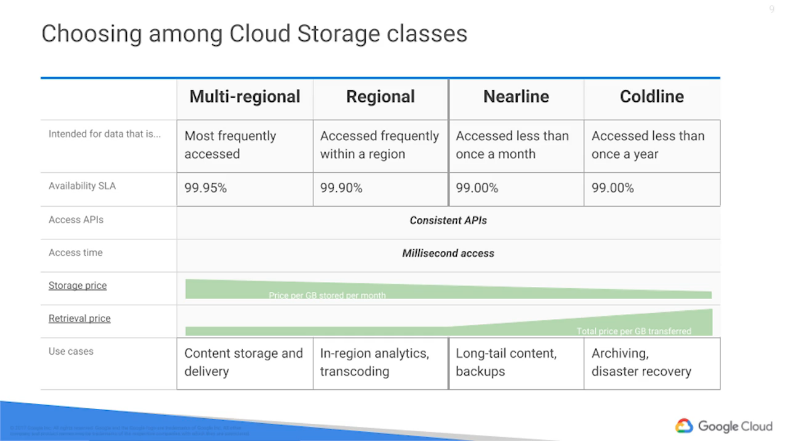 9
Choosing among Cloud Storage classes
Multi-regional Regional Nearline Coldline
Intended for data that is...
Most frequently
accessed
Accessed frequently
within a region
Accessed less than
once a month
Accessed less than
once a year
Availability SLA 99.95% 99.90% 99.00% 99.00%
Access APIs Consistent APIs
Access time Millisecond access
Storage price Price per GB stored per month
Retrieval price Total price per GB transferred
Use cases
Content storage and
delivery
In-region analytics,
transcoding
Long-tail content,
backups
Archiving,
disaster recovery
Google Cloud